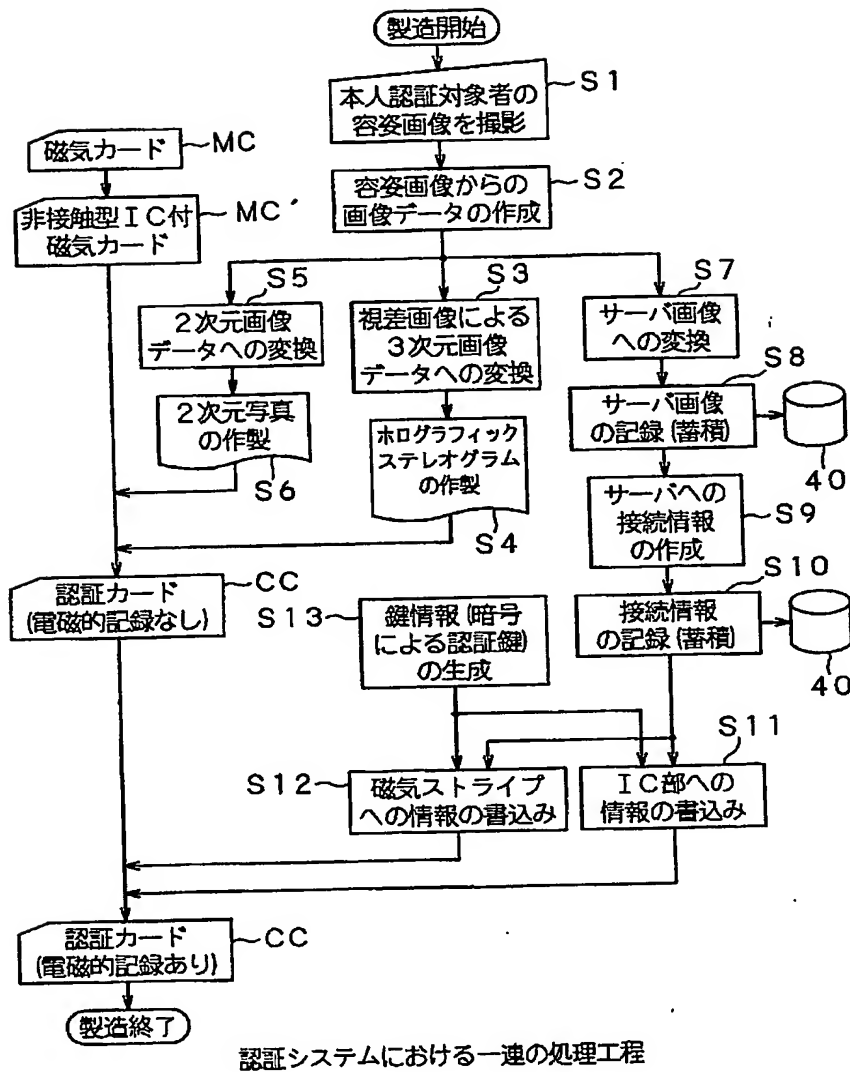 製造開始
本人認証対象者の
容姿画像を撮影
S1
磁気カード
MC
容姿画像からの
画像データの作成
S2
非接触型IC付
磁気カード
MC'
S5
S3
S7
2次元画像
データへの変換
視差画像による
3次元画像
データへの変換
サーバ画像
への変換
S8
2次元写真
の作製
S6
ホログラフィック
ステレオグラム
の作製
S4
サーバ画像
の記録(蓄積)
40
サーバへの
接続情報
の作成
S9
S10
認証カード
(電磁的記録なし)
CC
S13
鍵情報(暗号
による認証鍵)
の生成
接続情報
の記録(蓄積)
40
S11
S12
磁気ストライプ
への情報の書込み
IC部への
情報の書込み
認証カード
(電磁的記録あり)
CC
製造終了
認証システムにおける一連の処理工程